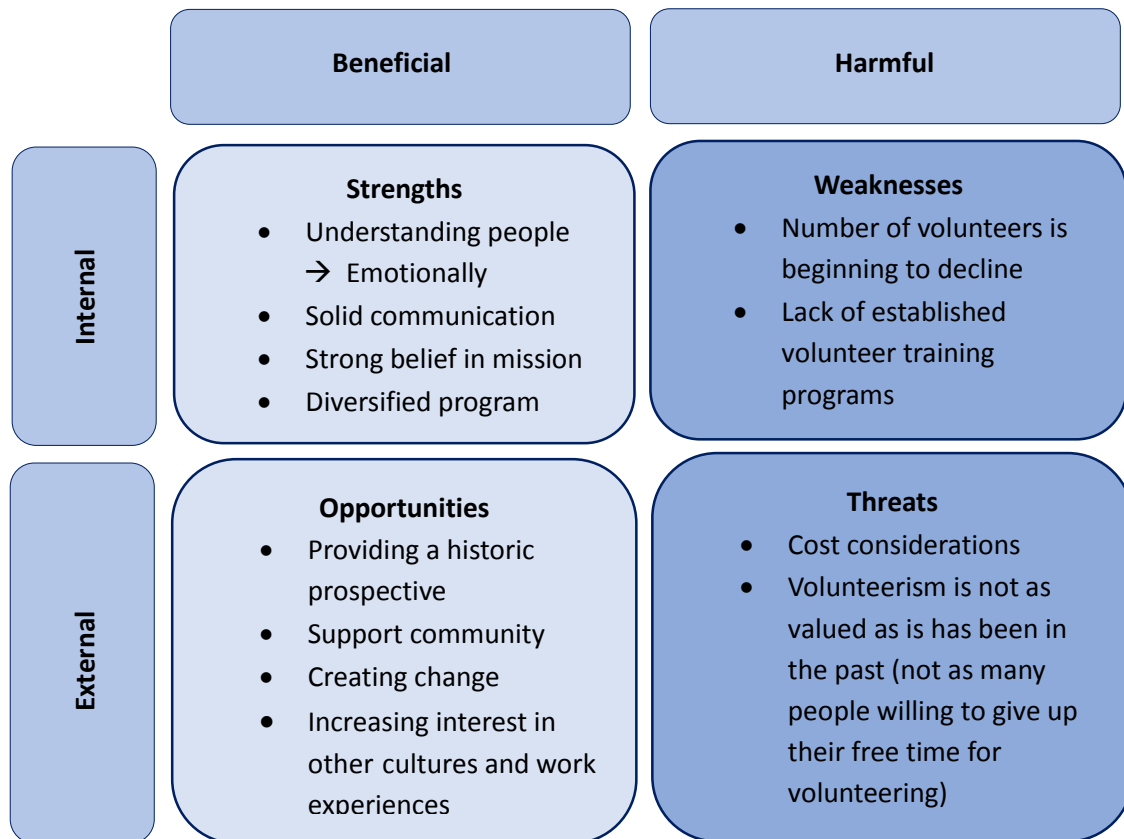 Beneficial
Harmful
Internal
Strengths
• Understanding people
→ Emotionally
• Solid communication
• Strong belief in mission
• Diversified program
Weaknesses
• Number of volunteers is
beginning to decline
• Lack of established
volunteer training
programs
External
Opportunities
• Providing a historic
prospective
• Support community
• Creating change
• Increasing interest in
other cultures and work
experiences
Threats
• Cost considerations
• Volunteerism is not as
valued as is has been in
the past (not as many
people willing to give up
their free time for
volunteering)